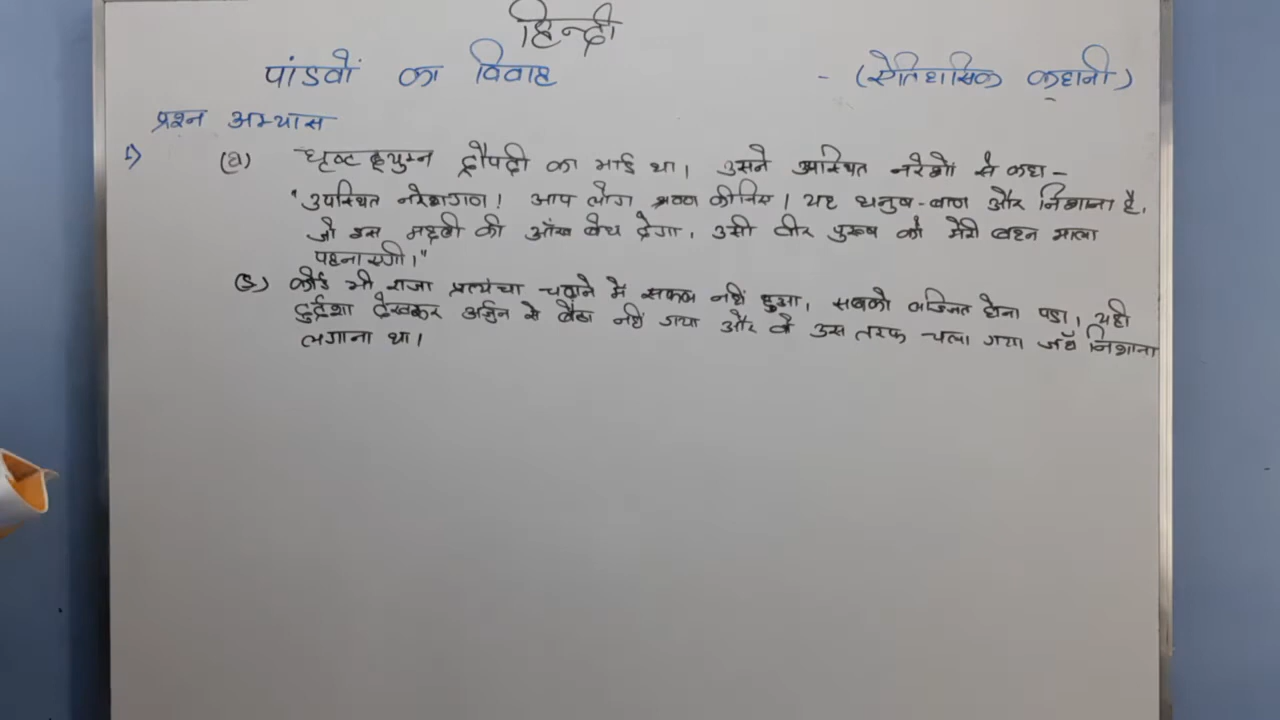 हिन्दी
पांडवों का विवाह - (ऐतिहासिक कहानी)
प्रश्न अभ्यास
1) (a) धृष्टद्युम्न द्रौपदी का भाई था। उसने उपस्थित नरेशों से कहा -
"उपस्थित नरेशगण! आप लोग श्रवण कीजिए। यह धनुष-बाण और निशाना है,
जो इस मछली की आँख वेध देगा, उसी वीर पुरूष को मेरी बहन माला
पहनाएगी।"
(b) कोई भी राजा प्रत्यंचा चढ़ाने में सफल नहीं हुआ, सबको लज्जित होना पड़ा। यही
दुर्दशा देखकर अर्जुन से बैठा नहीं गया और वे उस तरफ चला गया जहाँ निशाना
लगाना था।